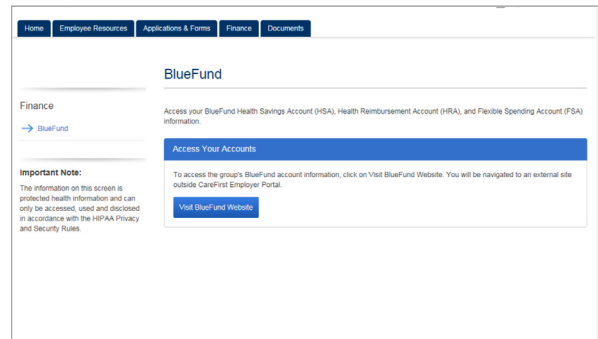 Home Employee Resources Applications & Forms Finance Documents
BlueFund
Finance
BlueFund
Access your BlueFund Health Savings Account (HSA), Health Reimbursement Account (HRA), and Flexible Spending Account (FSA)
information.
Access Your Accounts
To access the group's BlueFund account information, click on Visit BlueFund Website. You will be navigated to an external site
outside CareFirst Employer Portal.
Visit BlueFund Website
Important Note:
The information on this screen is
protected health information and can
only be accessed, used and disclosed
in accordance with the HIPAA Privacy
and Security Rules.